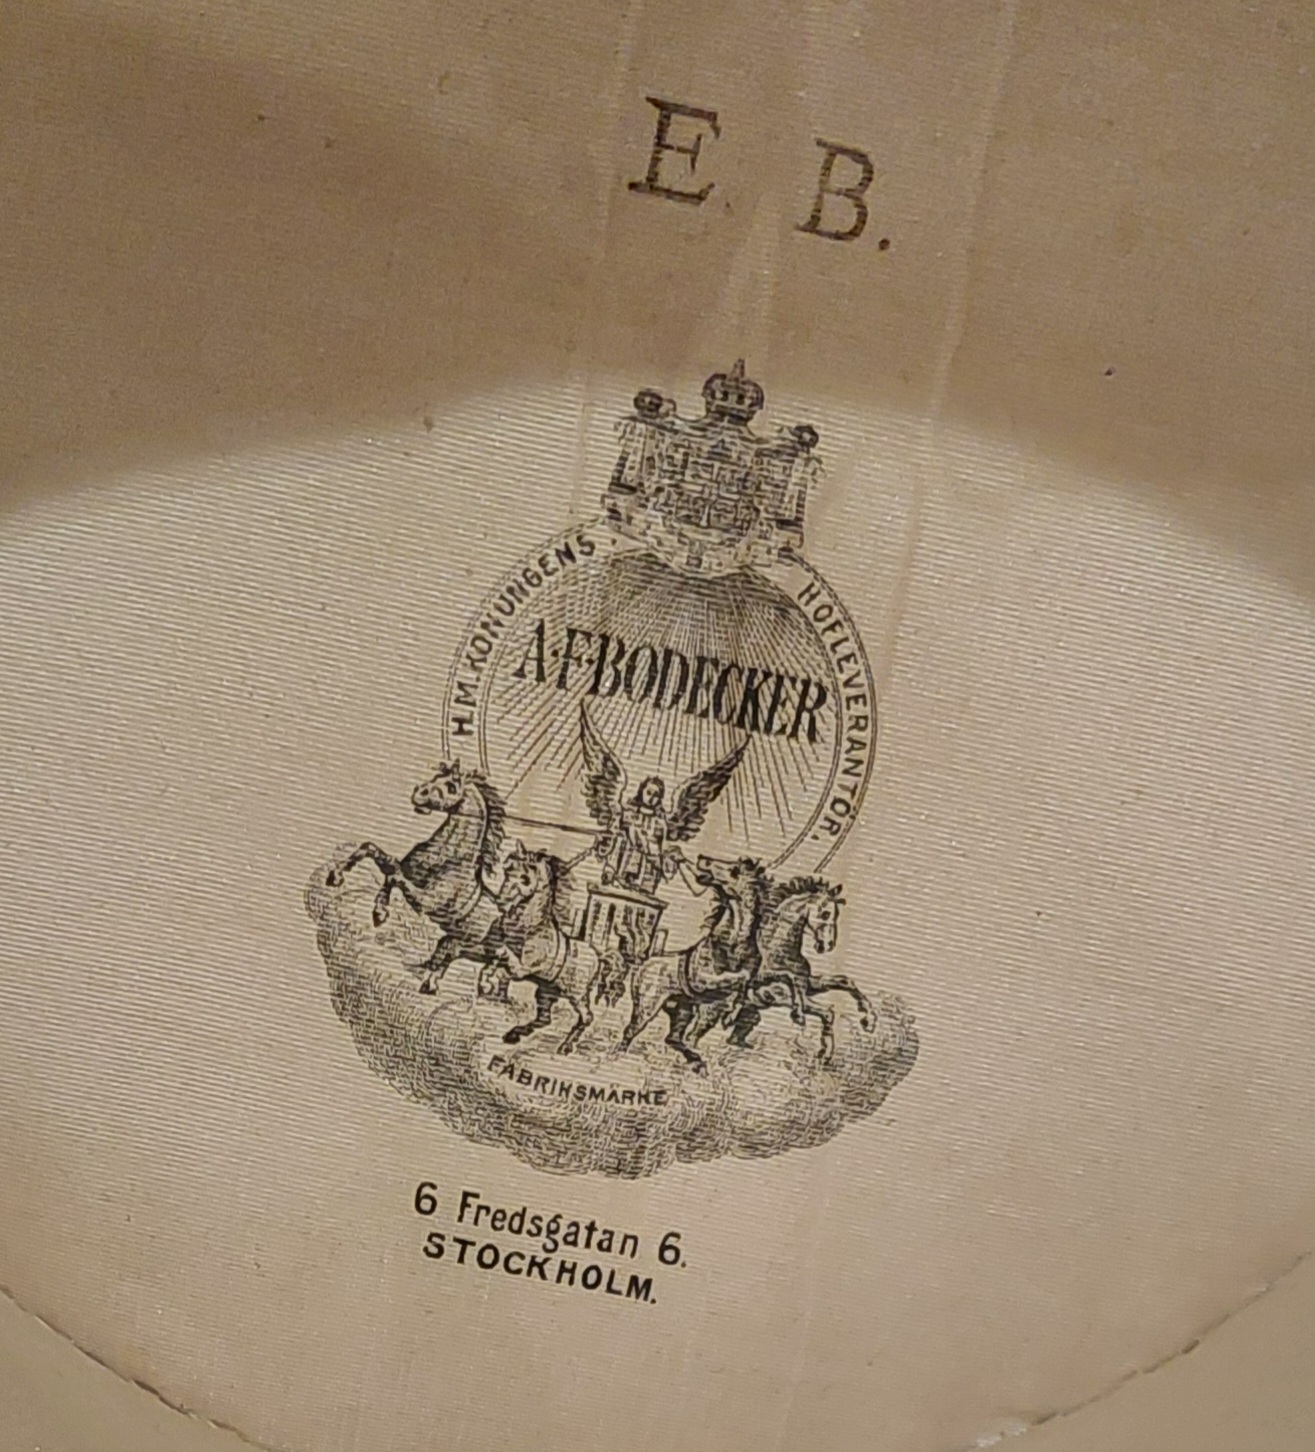 E. B.
H.M.KONUNGENS HOFLEVERANTÖR.
A·F·BODECKER
FABRIKSMÄRKE
6 Fredsgatan 6.
STOCKHOLM.